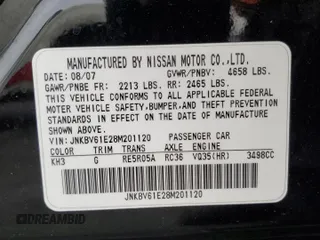 MANUFACTURED BY NISSAN MOTOR CO.,LTD.
DATE 08/07 GVWR/PNBV: 4658 LBS.
GAWR/PNBE FR: 2213 LBS. RR: 2465 LBS.
THIS VEHICLE CONFORMS TO ALL APPLICABLE FEDERAL
MOTOR VEHICLE SAFETY,BUMPER,AND THEFT PREVENTION
STANDARDS IN EFFECT ON THE DATE OF MANUFACTURE
SHOWN ABOVE.
VIN: JNKBV61E28M201120 PASSENGER CAR
COLOR TRIM TRANS TRIM MODEL
KH3 G RE5R05A RC36 VQ35(HR) 3498CC
JNKBV61E28M201120
DREAMBID